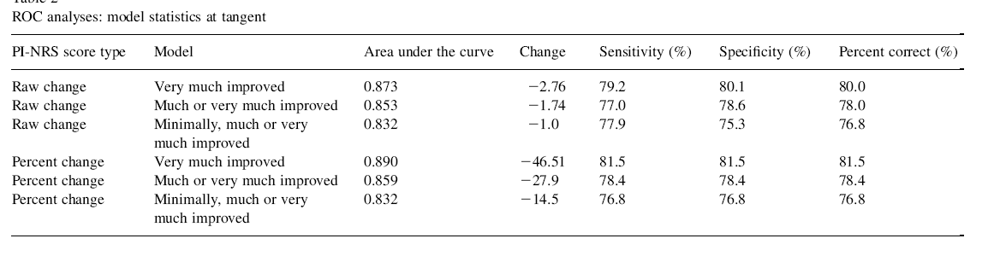 Table 2
ROC analyses: model statistics at tangent
PI-NRS score type Model Area under the curve Change Sensitivity (%) Specificity (%) Percent correct (%)
Raw change Very much improved 0.873 −2.76 79.2 80.1 80.0
Raw change Much or very much improved 0.853 −1.74 77.0 78.6 78.0
Raw change Minimally, much or very 0.832 −1.0 77.9 75.3 76.8
much improved
Percent change Very much improved 0.890 −46.51 81.5 81.5 81.5
Percent change Much or very much improved 0.859 −27.9 78.4 78.4 78.4
Percent change Minimally, much or very 0.832 −14.5 76.8 76.8 76.8
much improved